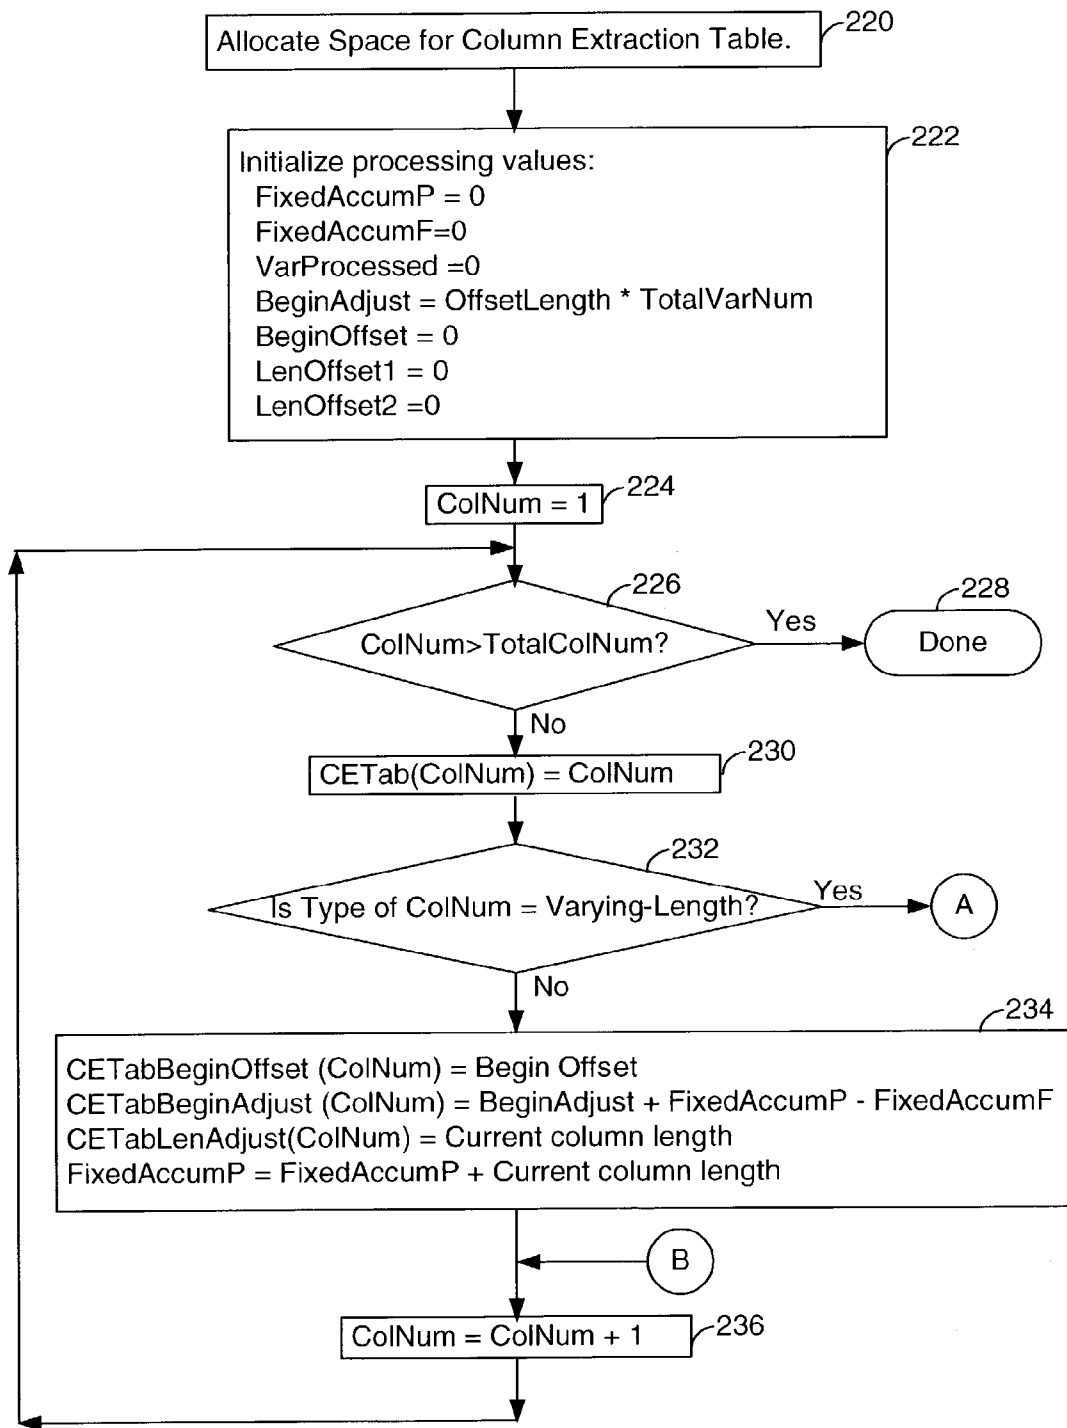 Allocate Space for Column Extraction Table.
220
222
Initialize processing values:
FixedAccumP = 0
FixedAccumF=0
VarProcessed =0
BeginAdjust = OffsetLength * TotalVarNum
BeginOffset = 0
LenOffset1 = 0
LenOffset2 =0
ColNum = 1
224
226
ColNum>TotalColNum?
Yes
228
Done
No
CETab(ColNum) = ColNum
230
232
Is Type of ColNum = Varying-Length?
Yes
A
No
234
CETabBeginOffset (ColNum) = Begin Offset
CETabBeginAdjust (ColNum) = BeginAdjust + FixedAccumP - FixedAccumF
CETabLenAdjust(ColNum) = Current column length
FixedAccumP = FixedAccumP + Current column length
B
ColNum = ColNum + 1
236